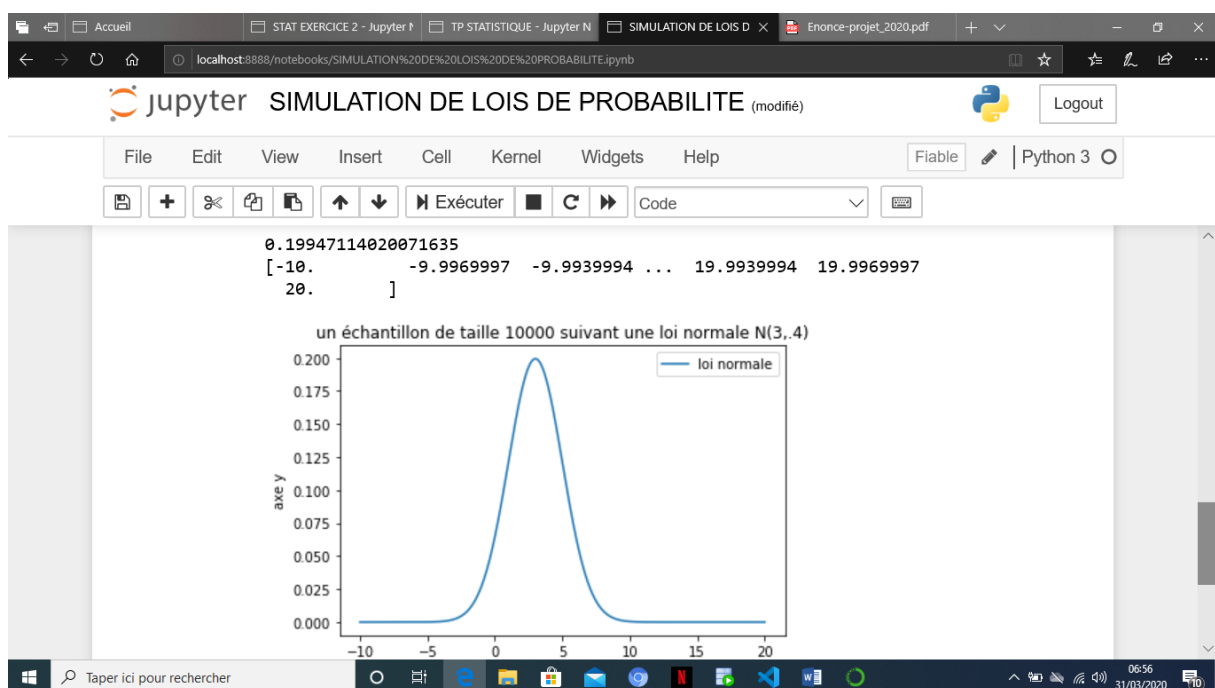 Accueil
STAT EXERCICE 2 - Jupyter N
TP STATISTIQUE - Jupyter N
SIMULATION DE LOIS D
Enonce-projet_2020.pdf
localhost:8888/notebooks/SIMULATION%20DE%20LOIS%20DE%20PROBABILITE.ipynb
jupyter SIMULATION DE LOIS DE PROBABILITE (modifié)
Logout
File Edit View Insert Cell Kernel Widgets Help
Fiable
Python 3
Exécuter
Code
0.19947114020071635
[-10. -9.9969997 -9.9939994 ... 19.9939994 19.9969997
20. ]
un échantillon de taille 10000 suivant une loi normale N(3,.4)
loi normale
0.200
0.175
0.150
0.125
0.100
0.075
0.050
0.025
0.000
axe y
−10 −5 0 5 10 15 20
Taper ici pour rechercher
06:56
31/03/2020